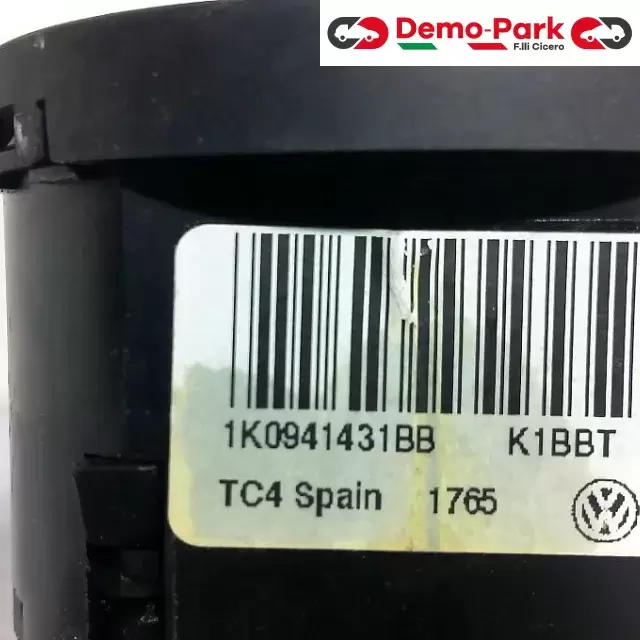 Demo-Park
F.lli Cicero
1K0941431BB K1BBT
TC4 Spain 1765